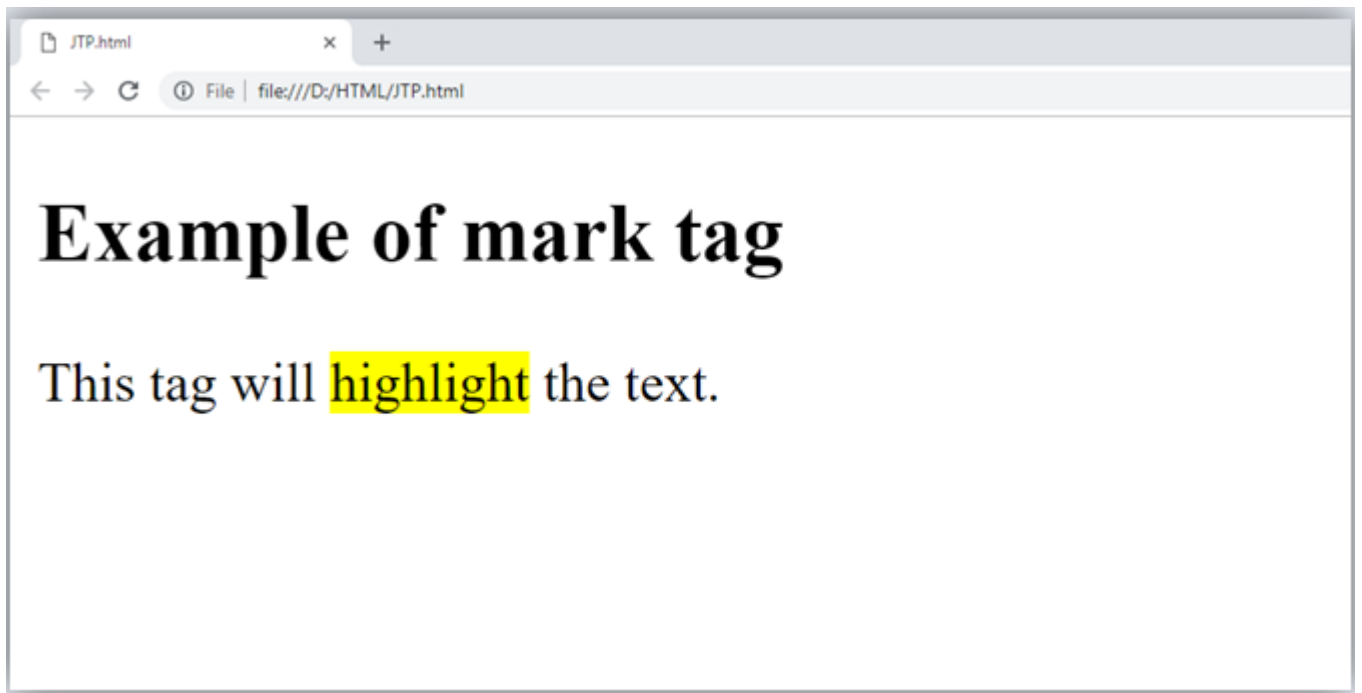 JTP.html
File | file:///D:/HTML/JTP.html
Example of mark tag
This tag will highlight the text.